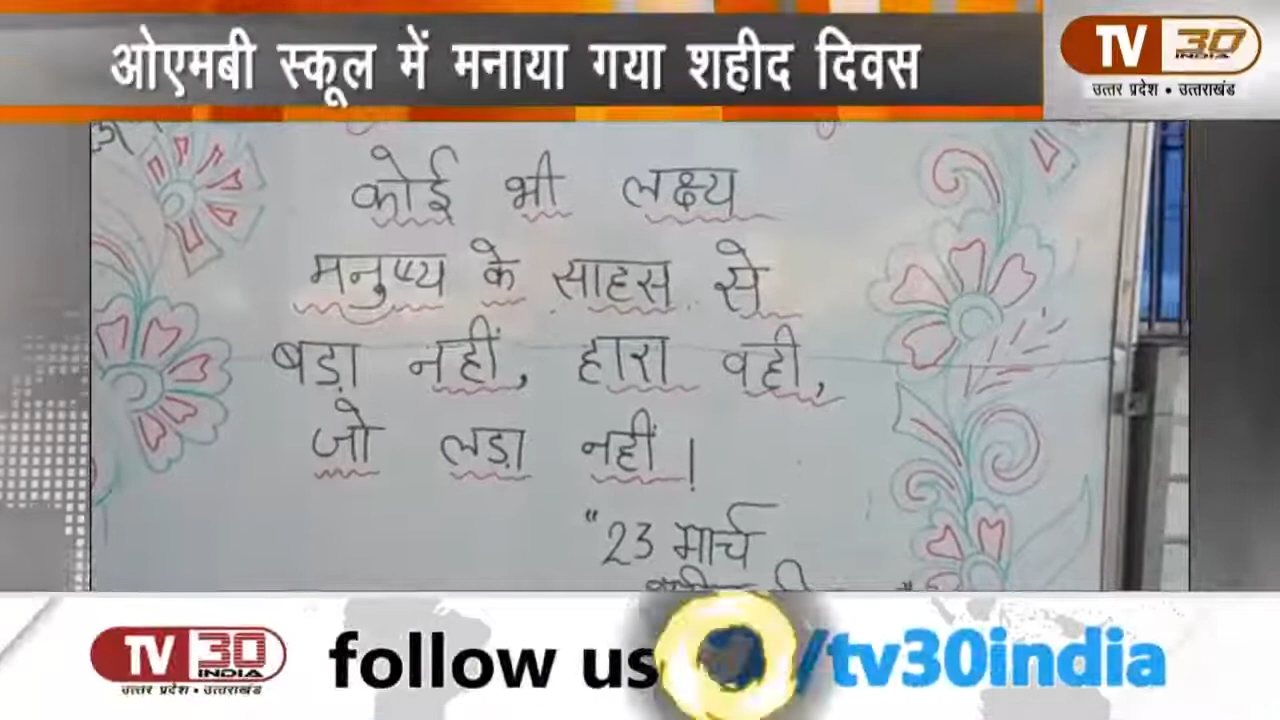 ओएमबी स्कूल में मनाया गया शहीद दिवस
TV 30
INDIA
उत्तर प्रदेश • उत्तराखंड
कोई भी लक्ष्य
मनुष्य के साहस से
बड़ा नहीं, हारा वही,
जो लड़ा नहीं।
"23 मार्च
TV 30
INDIA
उत्तर प्रदेश • उत्तराखंड
follow us /tv30india